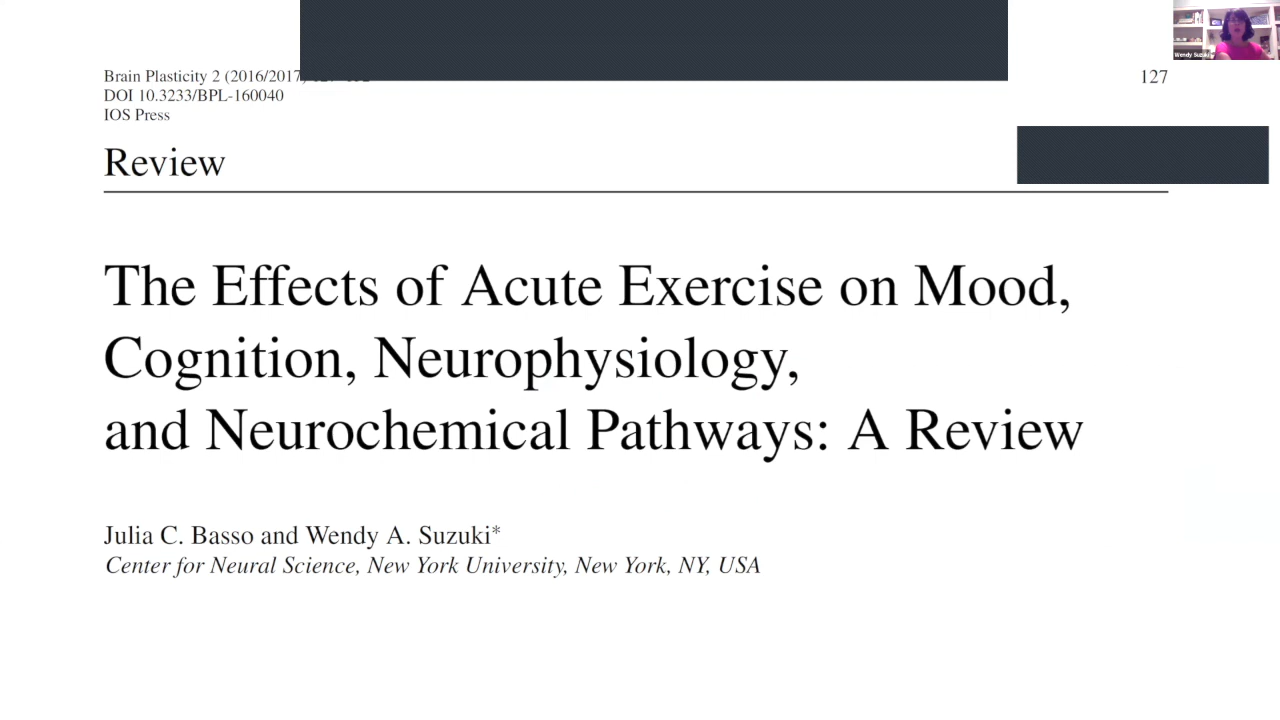 Brain Plasticity 2 (2016/2017)
127
DOI 10.3233/BPL-160040
IOS Press
Review
The Effects of Acute Exercise on Mood,
Cognition, Neurophysiology,
and Neurochemical Pathways: A Review
Julia C. Basso and Wendy A. Suzuki*
Center for Neural Science, New York University, New York, NY, USA
Wendy Suzuki